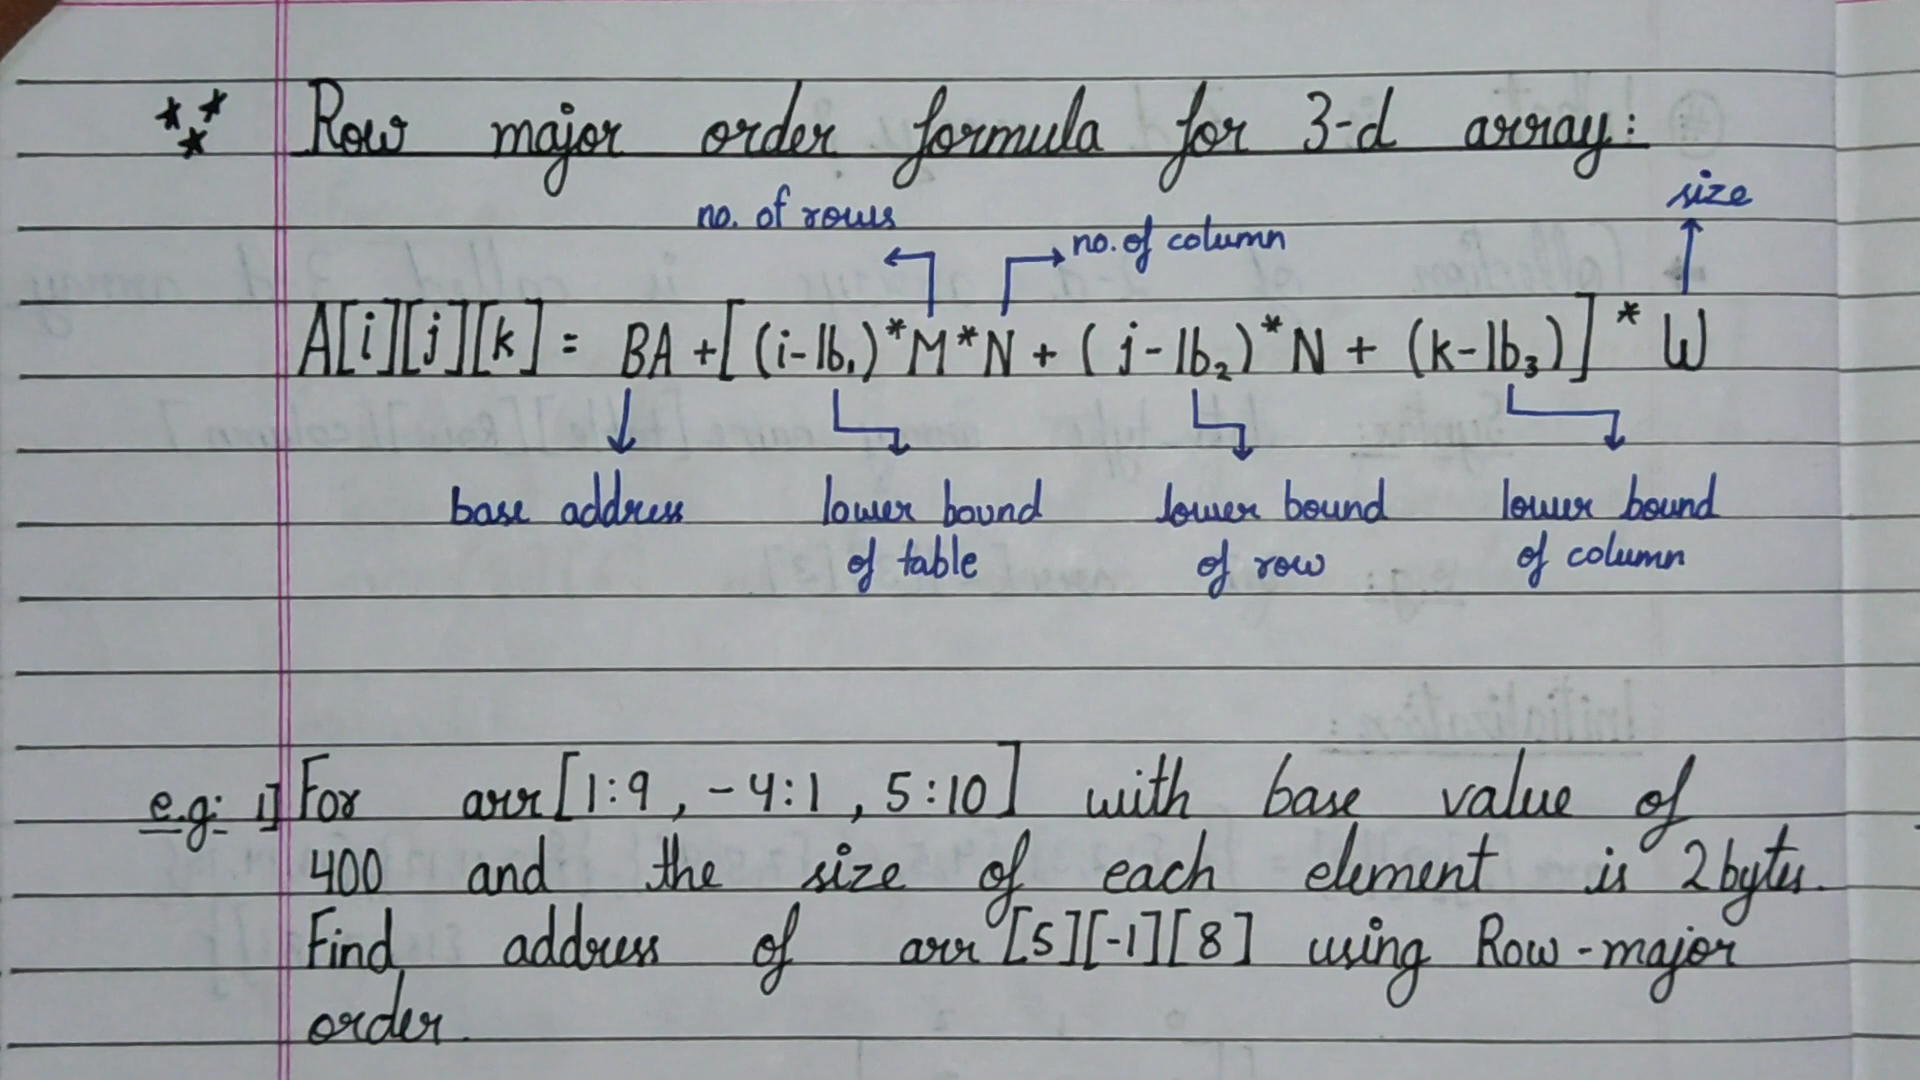 Row major order formula for 3-d array:
size
no. of rows
no. of column
A[i][j][k] = BA + [(i-lb₁)*M*N + (j-lb₂)*N + (k-lb₃)] * W
base address
lower bound of table
lower bound of row
lower bound of column
e.g: 1] For arr[1:9, -4:1, 5:10] with base value of
400 and the size of each element is 2 bytes.
Find address of arr[5][-1][8] using Row-major
order.